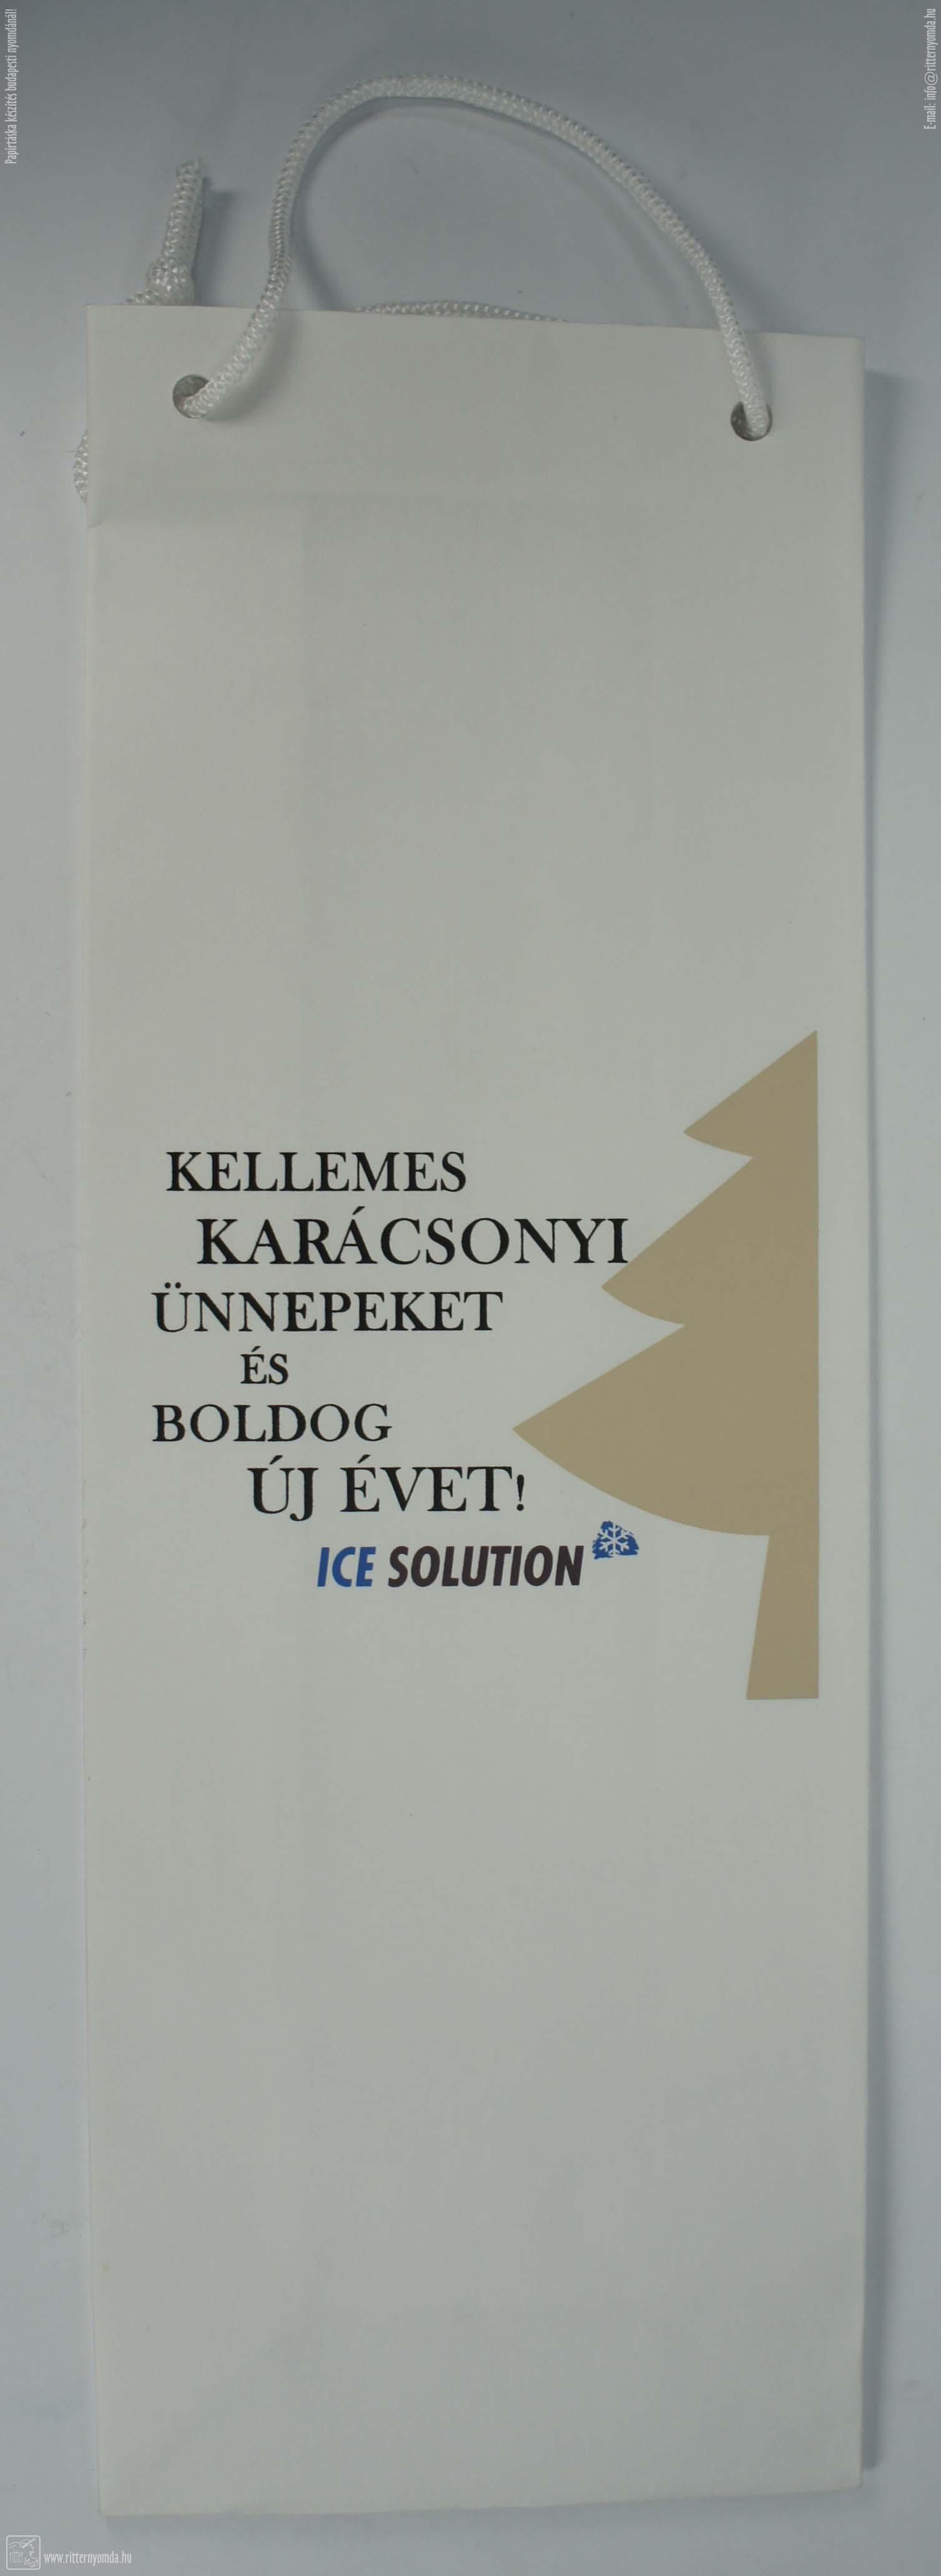 Papírtáska készítés budapesti nyomdánál!
E-mail: info@ritternyomda.hu
KELLEMES
KARÁCSONYI
ÜNNEPEKET
ÉS
BOLDOG
ÚJ ÉVET!
ICE SOLUTION
www.ritternyomda.hu